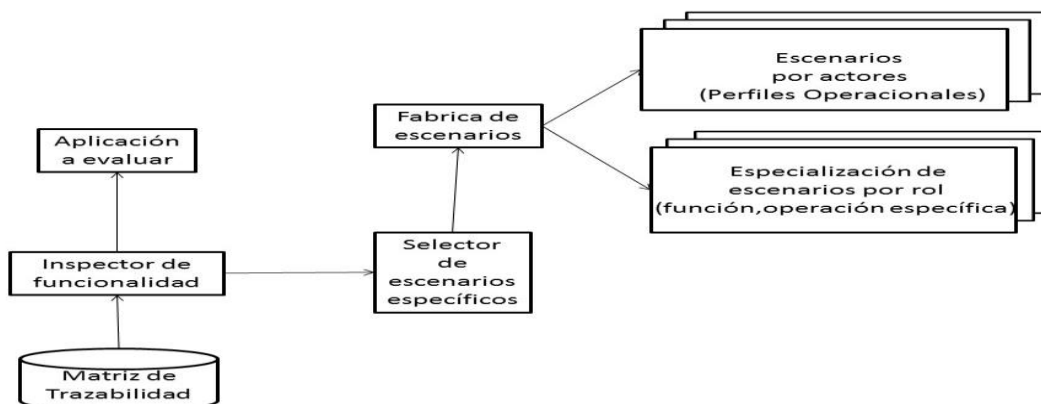 Escenarios
por actores
(Perfiles Operacionales)
Fabrica de
escenarios
Aplicación
a evaluar
Especialización de
escenarios por rol
(función,operación específica)
Selector
de
escenarios
específicos
Inspector de
funcionalidad
Matriz de
Trazabilidad